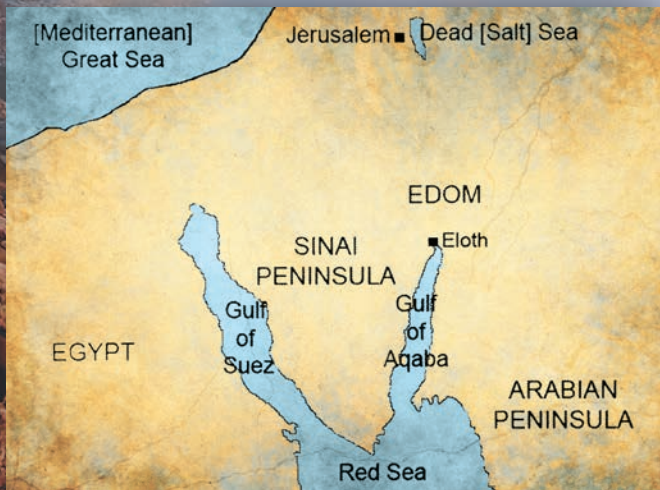 [Mediterranean]
Great Sea
Jerusalem
Dead [Salt] Sea
EDOM
Eloth
SINAI
PENINSULA
Gulf
of
Suez
Gulf
of
Aqaba
EGYPT
ARABIAN
PENINSULA
Red Sea